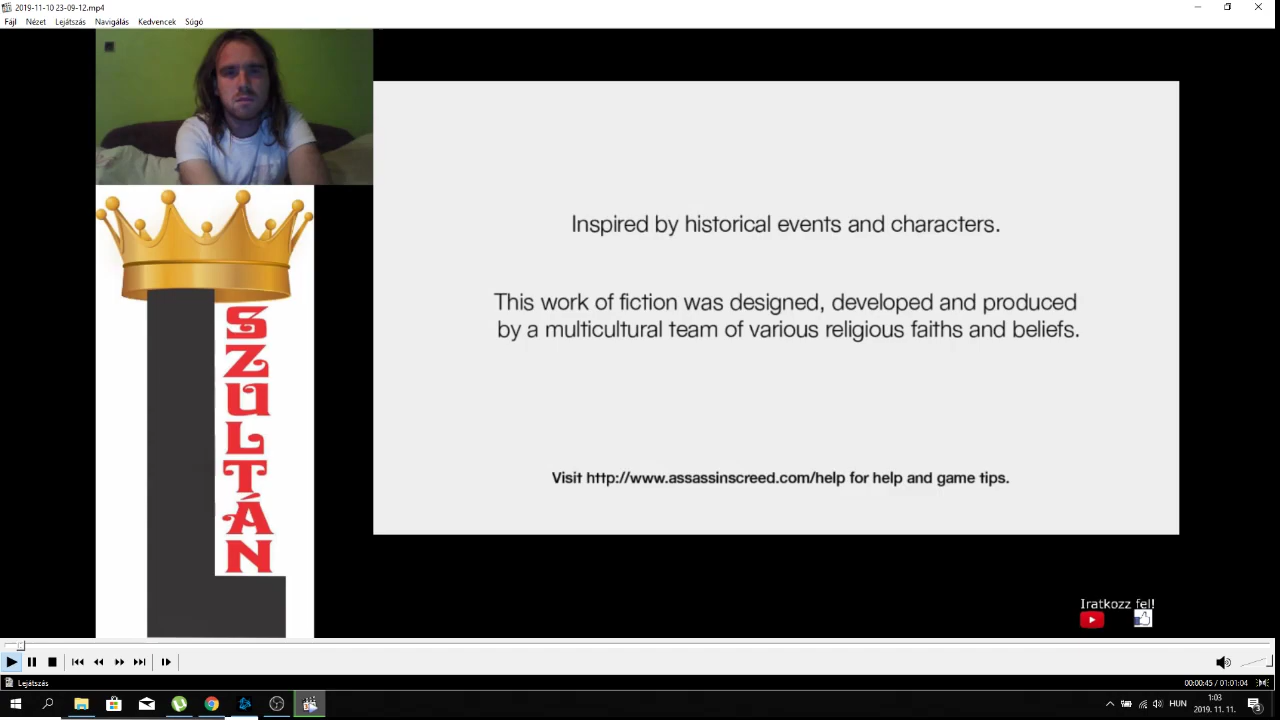 2019-11-10 23-09-12.mp4
Fájl Nézet Lejátszás Navigálás Kedvencek Súgó
Inspired by historical events and characters.
This work of fiction was designed, developed and produced
by a multicultural team of various religious faiths and beliefs.
Visit http://www.assassinscreed.com/help for help and game tips.
L
SZULTÁN
Iratkozz fel!
Lejátszás
00:00:45 / 01:01:04
HUN
1:03
2019. 11. 11.
3